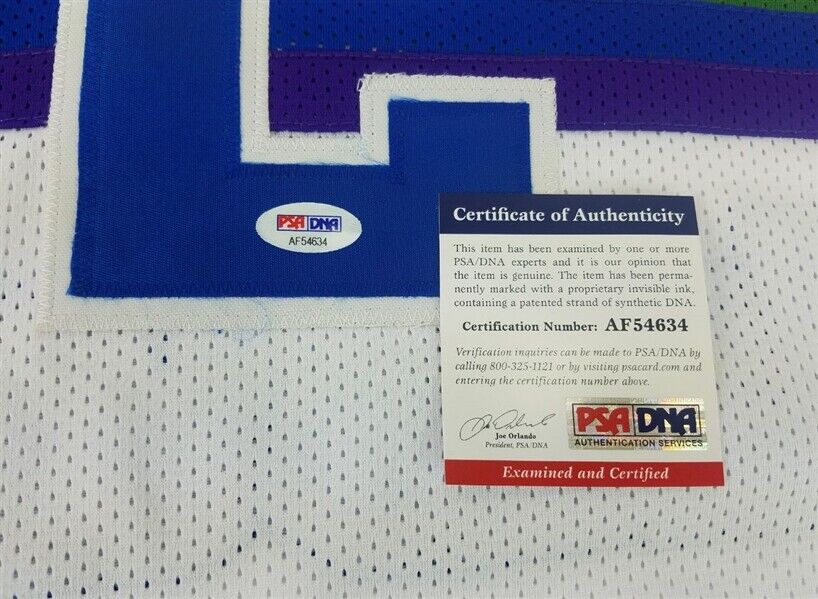 PSA DNA
AF54634
Certificate of Authenticity
This item has been examined by one or more
PSA/DNA experts and it is our opinion that
the item is genuine. The item has been perma-
nently marked with a proprietary invisible ink,
containing a patented strand of synthetic DNA.
Certification Number: AF54634
Verification inquiries can be made to PSA/DNA by
calling 800-325-1121 or by visiting psacard.com and
entering the certification number above.
Joe Orlando
President, PSA/DNA
PSA DNA
AUTHENTICATION SERVICES
Examined and Certified